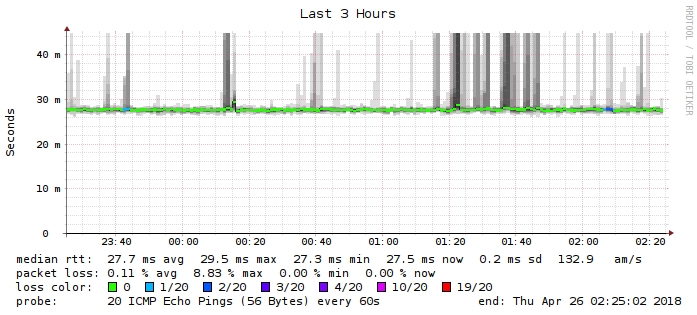 Last 3 Hours
RRDTOOL / TOBI OETIKER
Seconds
40 m
30 m
20 m
10 m
0
23:40 00:00 00:20 00:40 01:00 01:20 01:40 02:00 02:20
median rtt: 27.7 ms avg 29.5 ms max 27.3 ms min 27.5 ms now 0.2 ms sd 132.9 am/s
packet loss: 0.11 % avg 8.83 % max 0.00 % min 0.00 % now
loss color: 0 1/20 2/20 3/20 4/20 10/20 19/20
probe: 20 ICMP Echo Pings (56 Bytes) every 60s end: Thu Apr 26 02:25:02 2018